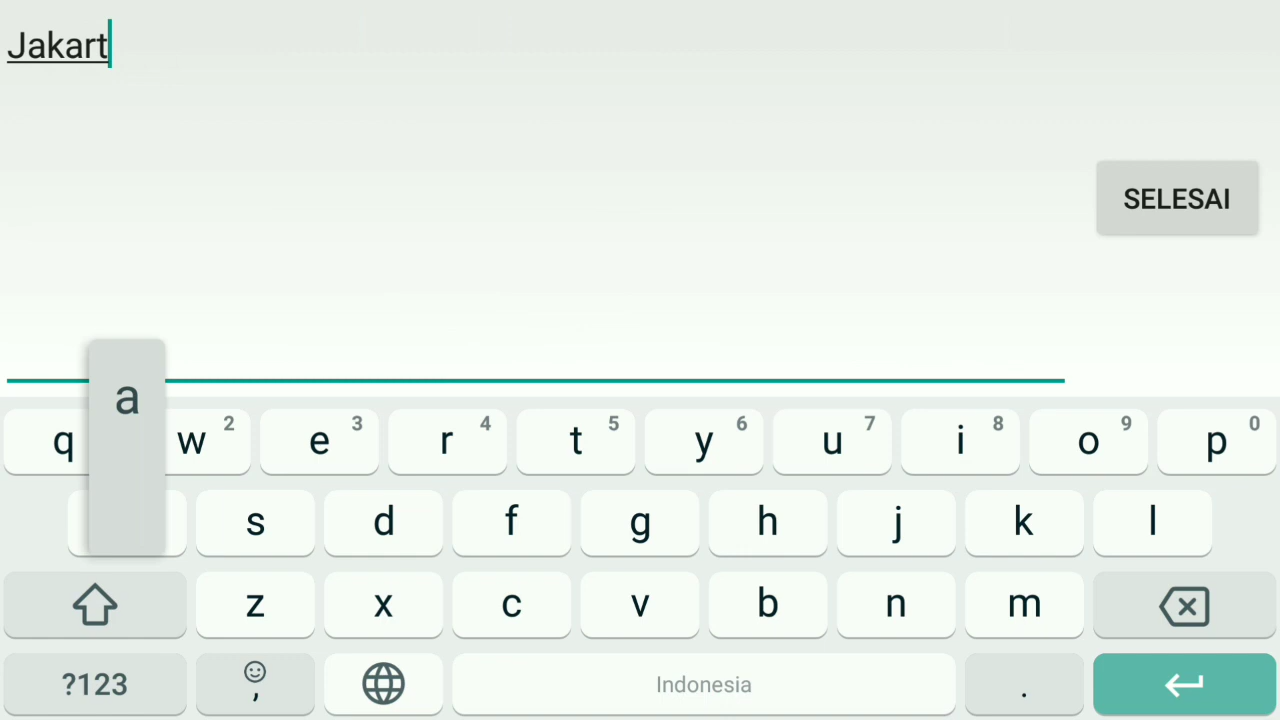 Jakart
SELESAI
a
q w 2 e 3 r 4 t 5 y 6 u 7 i 8 o 9 p 0
s d f g h j k l
z x c v b n m
?123 , Indonesia .